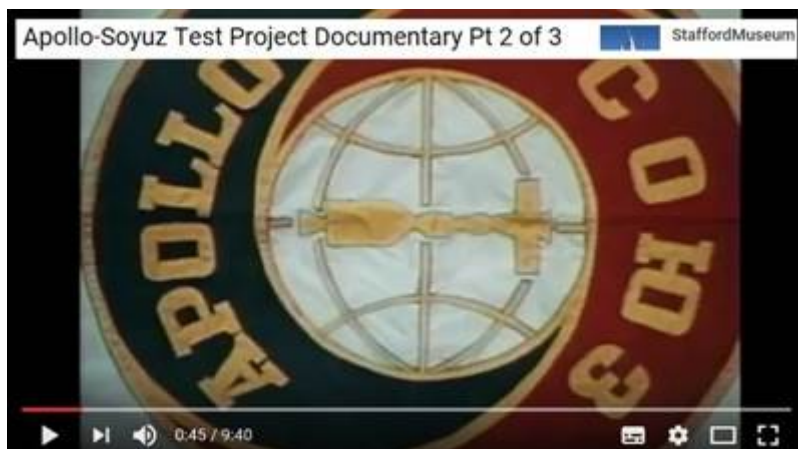 Apollo-Soyuz Test Project Documentary Pt 2 of 3
StaffordMuseum
APOLLO
СОЮЗ
0:45 / 9:40